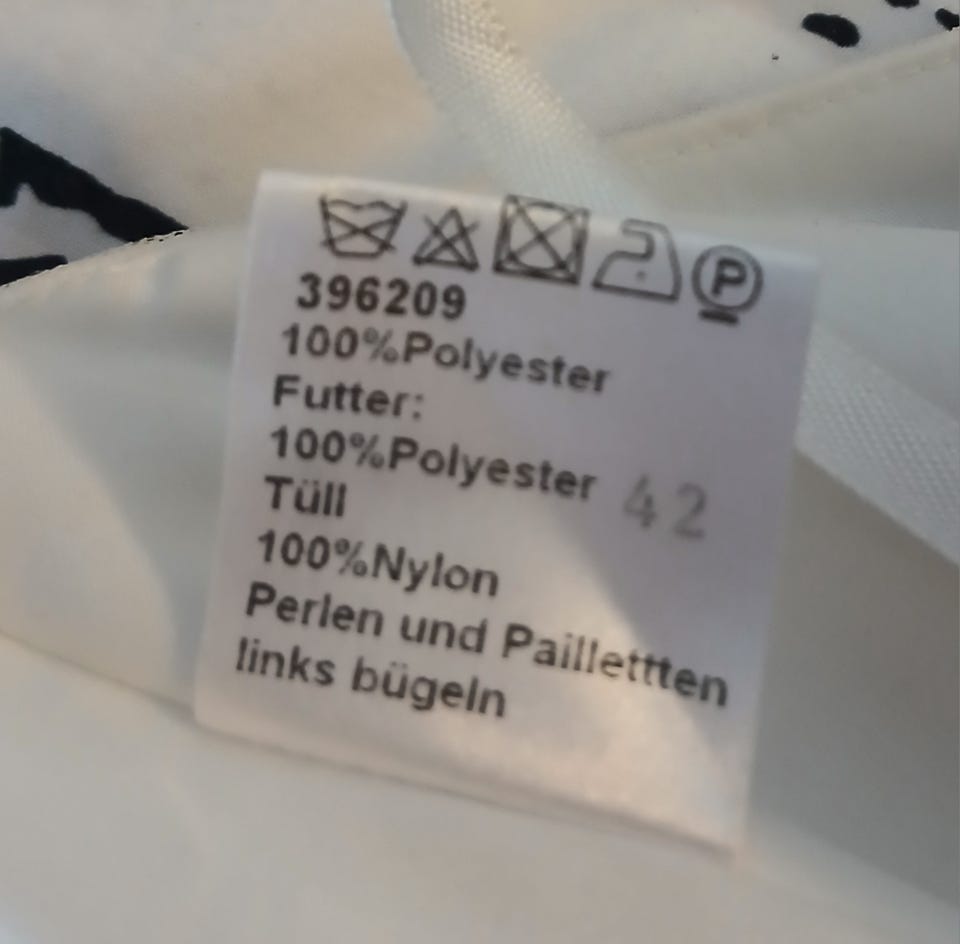 P
396209
100%Polyester
Futter:
100%Polyester 42
Tüll
100%Nylon
Perlen und Paillettten
links bügeln